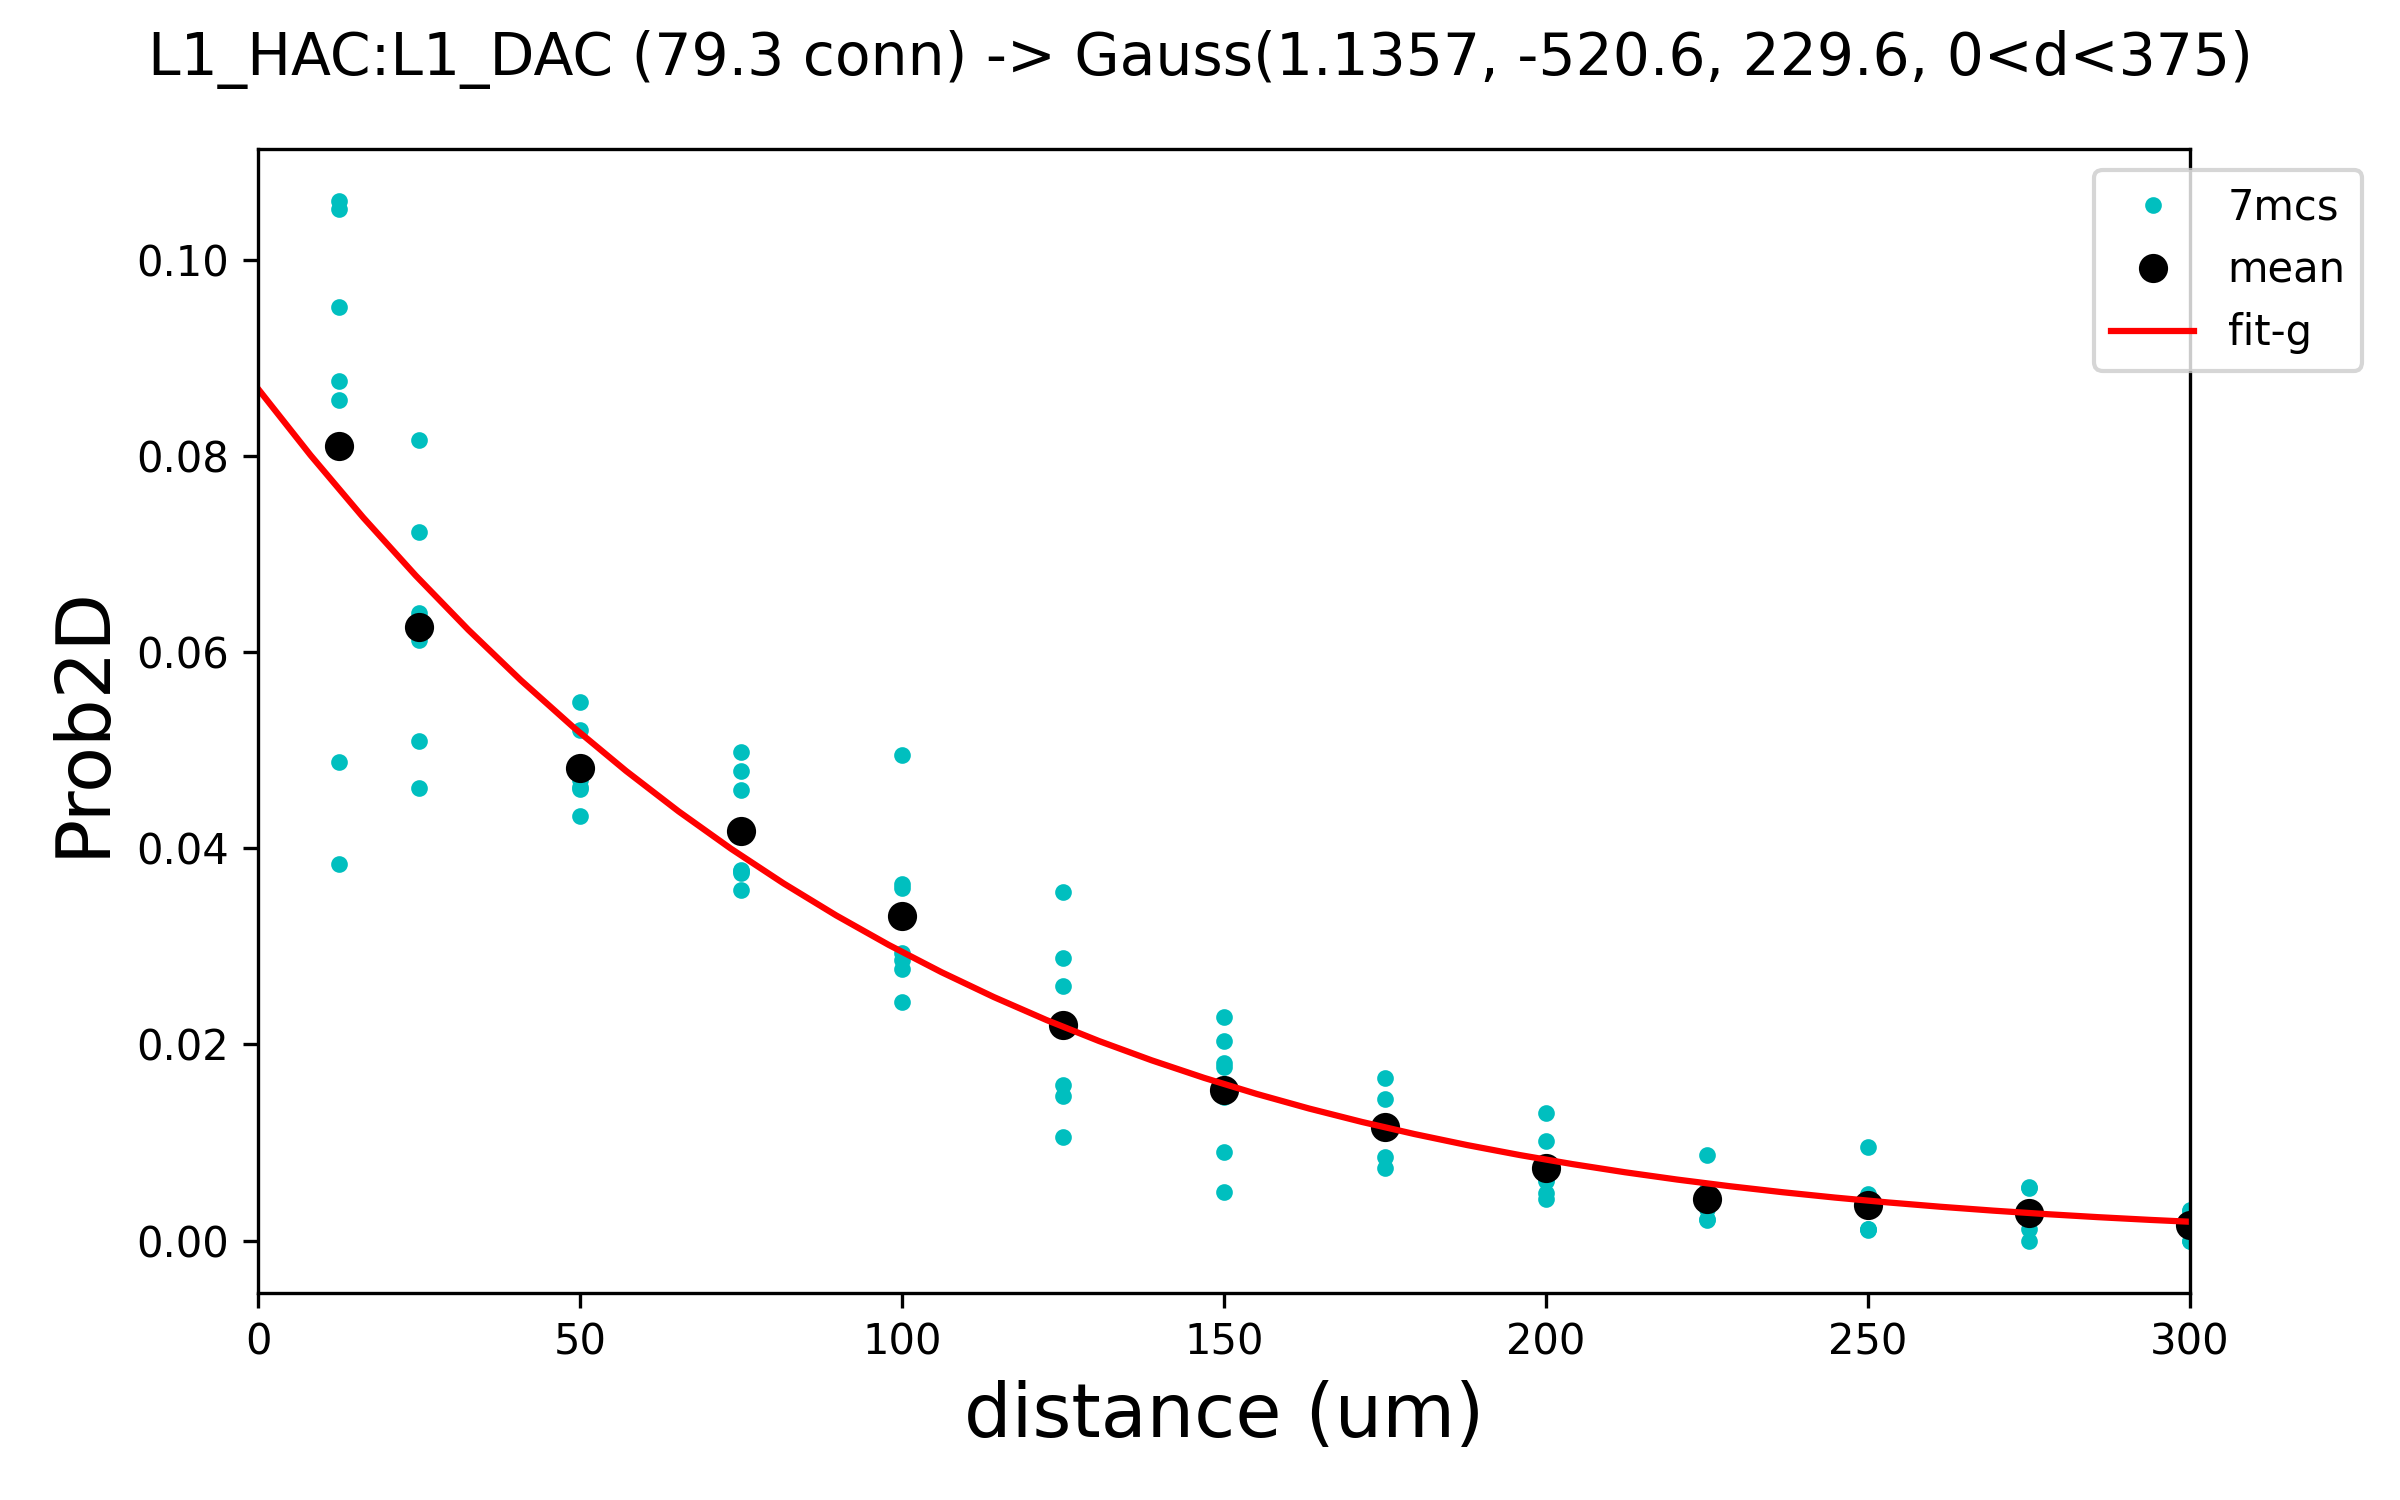 L1_HAC:L1_DAC (79.3 conn) -> Gauss(1.1357, -520.6, 229.6, 0<d<375)
7mcs
mean
fit-g
Prob2D
0.10
0.08
0.06
0.04
0.02
0.00
0 50 100 150 200 250 300
distance (um)